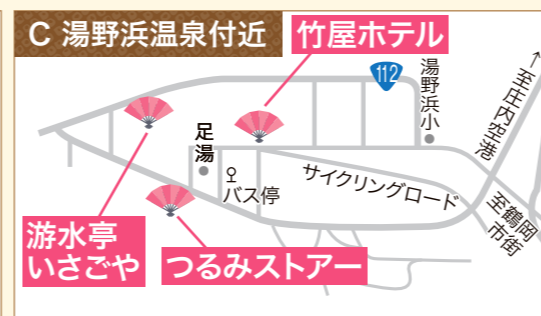 C 湯野浜温泉付近
竹屋ホテル
112
湯野浜小
↑至庄内空港
足湯
バス停
サイクリングロード
至鶴岡
市街
游水亭
いさごや
つるみストアー